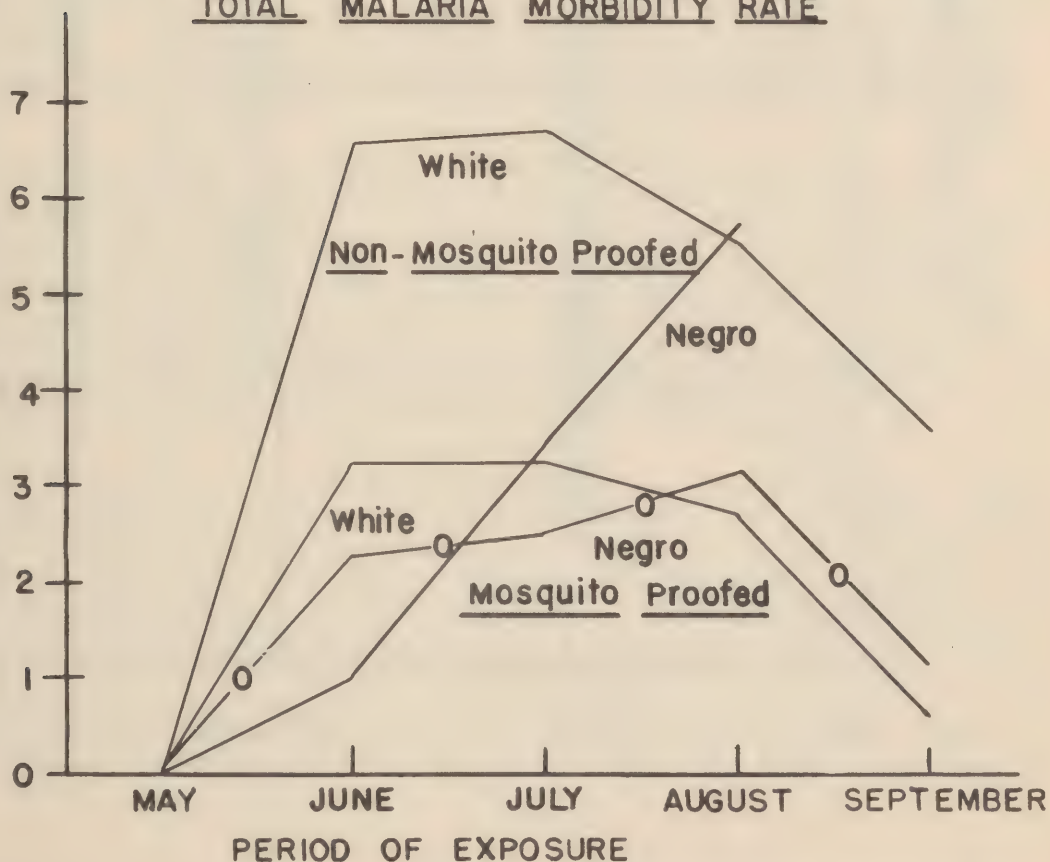 TOTAL MALARIA MORBIDITY RATE
7
White
6
Non-Mosquito Proofed
5
Negro
4
3
White
Negro
2
Mosquito Proofed
1
0
MAY JUNE JULY AUGUST SEPTEMBER
PERIOD OF EXPOSURE